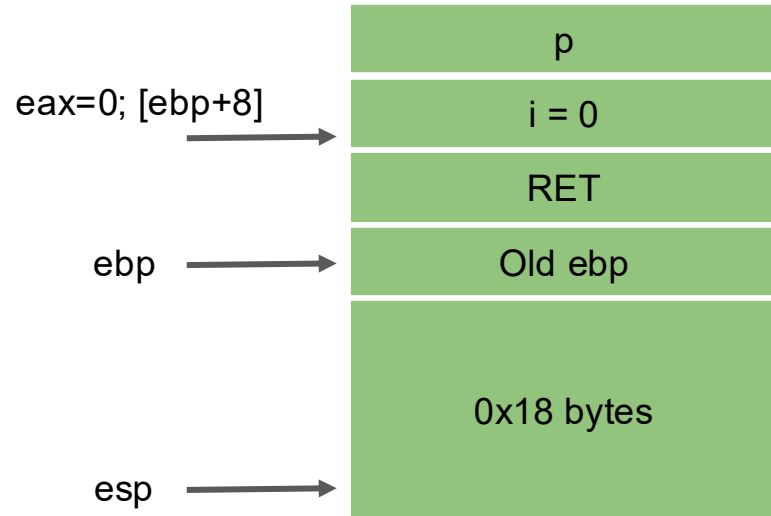 p
eax=0; [ebp+8]
i = 0
RET
ebp
Old ebp
0x18 bytes
esp